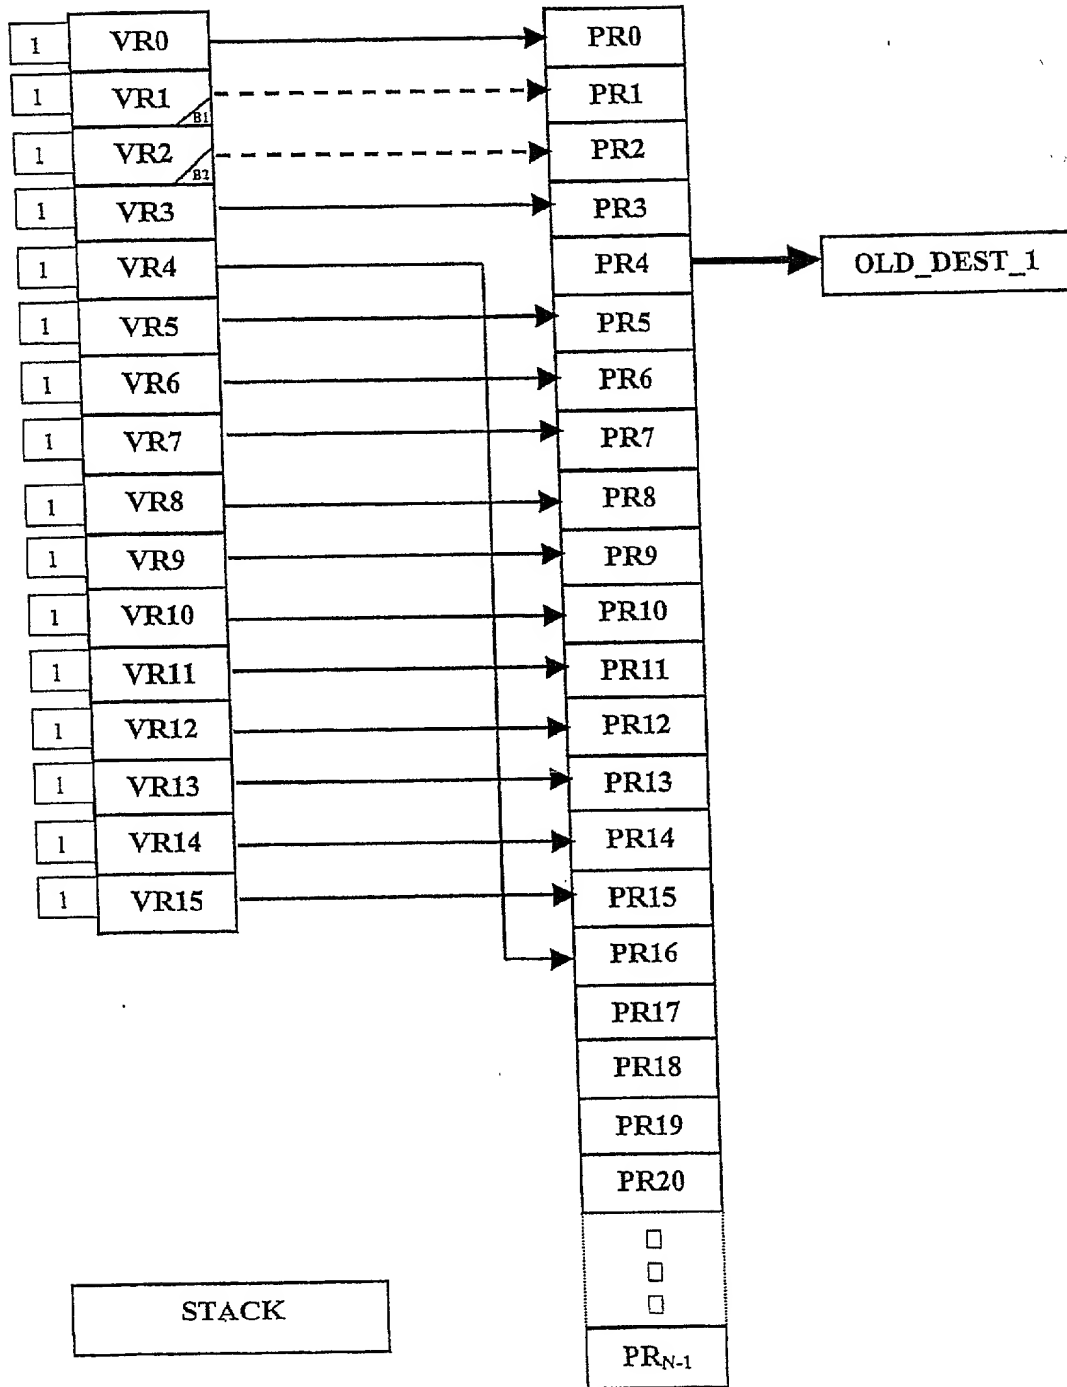 1 VR0 PR0
1 VR1 B1 PR1
1 VR2 B2 PR2
1 VR3 PR3
1 VR4 PR4 OLD_DEST_1
1 VR5 PR5
1 VR6 PR6
1 VR7 PR7
1 VR8 PR8
1 VR9 PR9
1 VR10 PR10
1 VR11 PR11
1 VR12 PR12
1 VR13 PR13
1 VR14 PR14
1 VR15 PR15
PR16
PR17
PR18
PR19
PR20
STACK
PRN-1